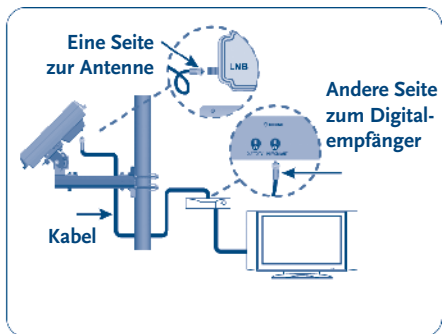 Eine Seite
zur Antenne
LNB
Andere Seite
zum Digital-
empfänger
Kabel